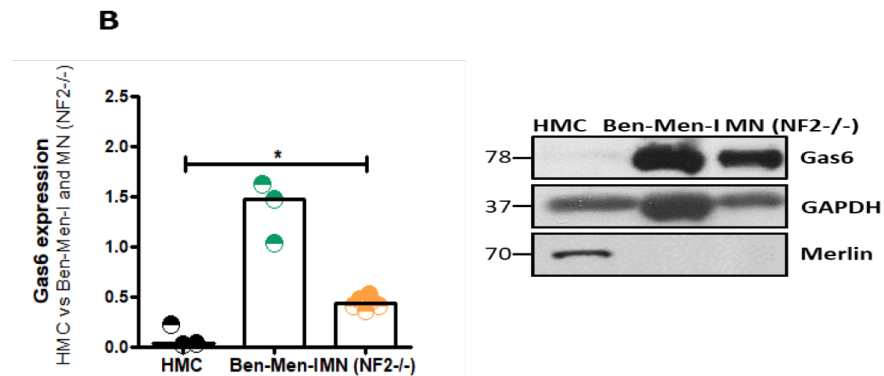 B
Gas6 expression
HMC vs Ben-Men-I and MN (NF2-/-)
2.5
2.0
1.5
1.0
0.5
0.0
*
HMC Ben-Men-I MN (NF2-/-)
HMC Ben-Men-I MN (NF2-/-)
78 Gas6
37 GAPDH
70 Merlin